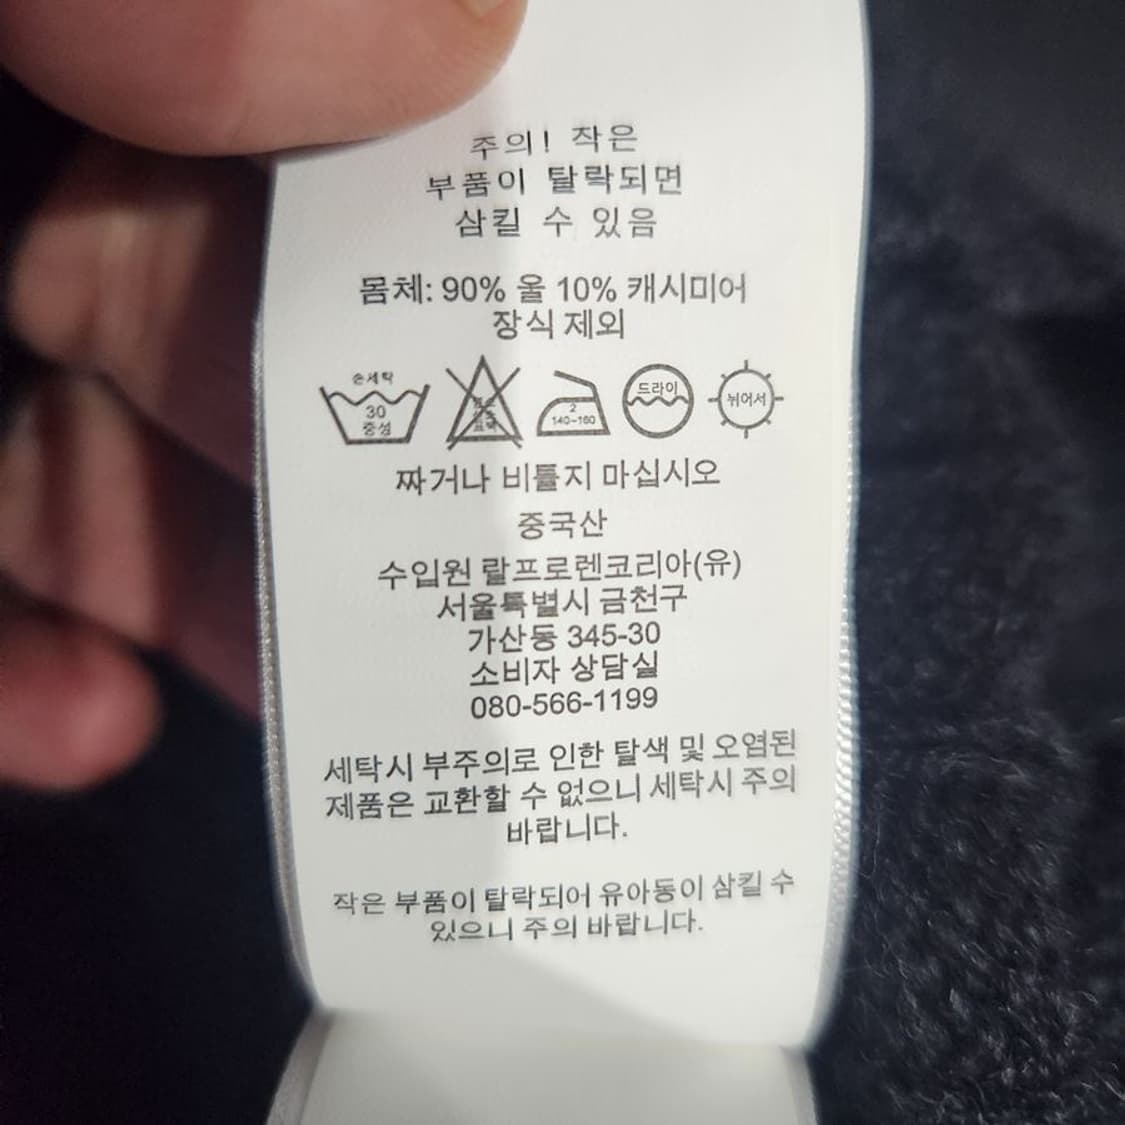 주의! 작은
부품이 탈락되면
삼킬 수 있음
몸체: 90% 울 10% 캐시미어
장식 제외
손세탁
30
중성
2
140~160
드라이
뉘어서
짜거나 비틀지 마십시오
중국산
수입원 랄프로렌코리아(유)
서울특별시 금천구
가산동 345-30
소비자 상담실
080-566-1199
세탁시 부주의로 인한 탈색 및 오염된
제품은 교환할 수 없으니 세탁시 주의
바랍니다.
작은 부품이 탈락되어 유아동이 삼킬 수
있으니 주의 바랍니다.